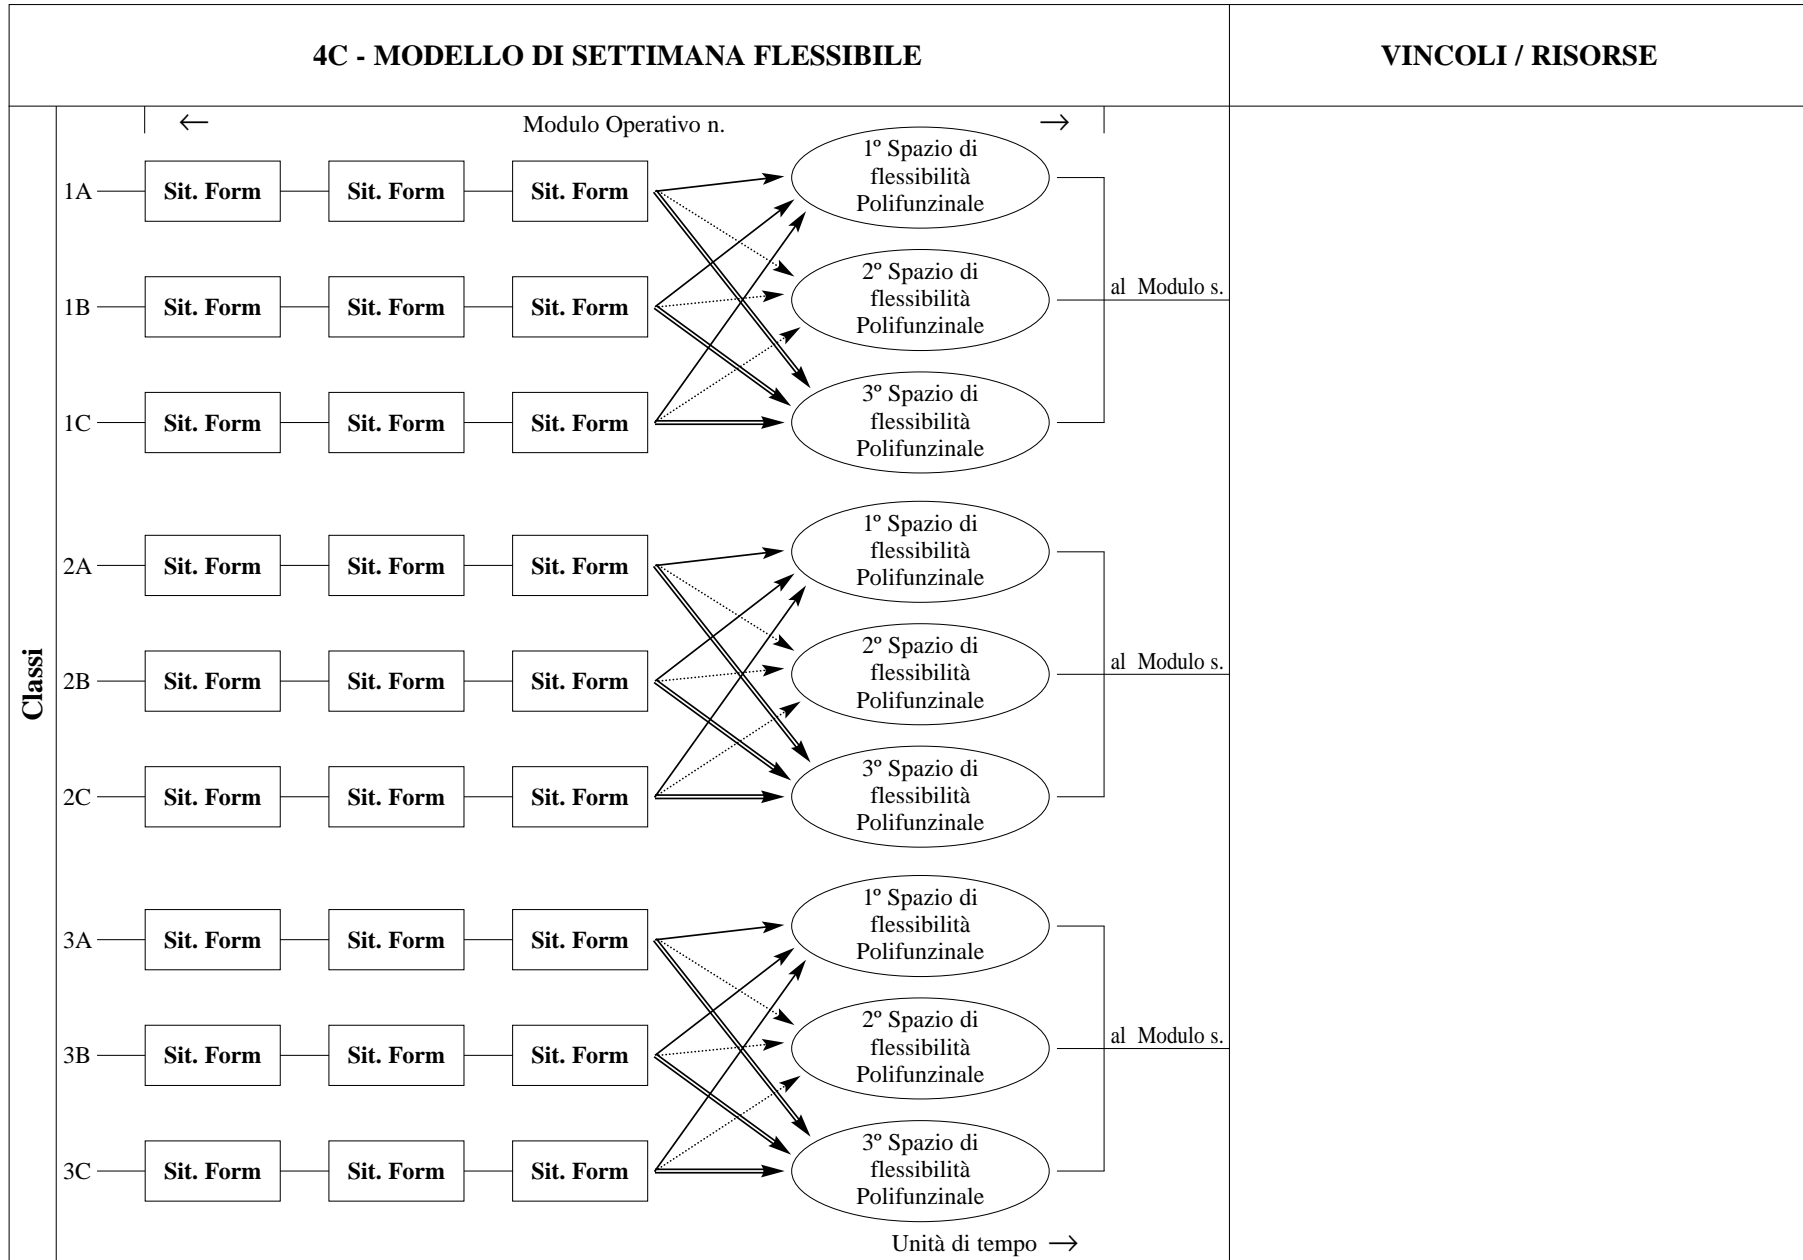 4C - MODELLO DI SETTIMANA FLESSIBILE
VINCOLI / RISORSE
Classi
← Modulo Operativo n. →
1A Sit. Form Sit. Form Sit. Form
1º Spazio di
flessibilità
Polifunzinale
1B Sit. Form Sit. Form Sit. Form
2º Spazio di
flessibilità
Polifunzinale
al Modulo s.
1C Sit. Form Sit. Form Sit. Form
3º Spazio di
flessibilità
Polifunzinale
2A Sit. Form Sit. Form Sit. Form
1º Spazio di
flessibilità
Polifunzinale
2B Sit. Form Sit. Form Sit. Form
2º Spazio di
flessibilità
Polifunzinale
al Modulo s.
2C Sit. Form Sit. Form Sit. Form
3º Spazio di
flessibilità
Polifunzinale
3A Sit. Form Sit. Form Sit. Form
1º Spazio di
flessibilità
Polifunzinale
3B Sit. Form Sit. Form Sit. Form
2º Spazio di
flessibilità
Polifunzinale
al Modulo s.
3C Sit. Form Sit. Form Sit. Form
3º Spazio di
flessibilità
Polifunzinale
Unità di tempo →